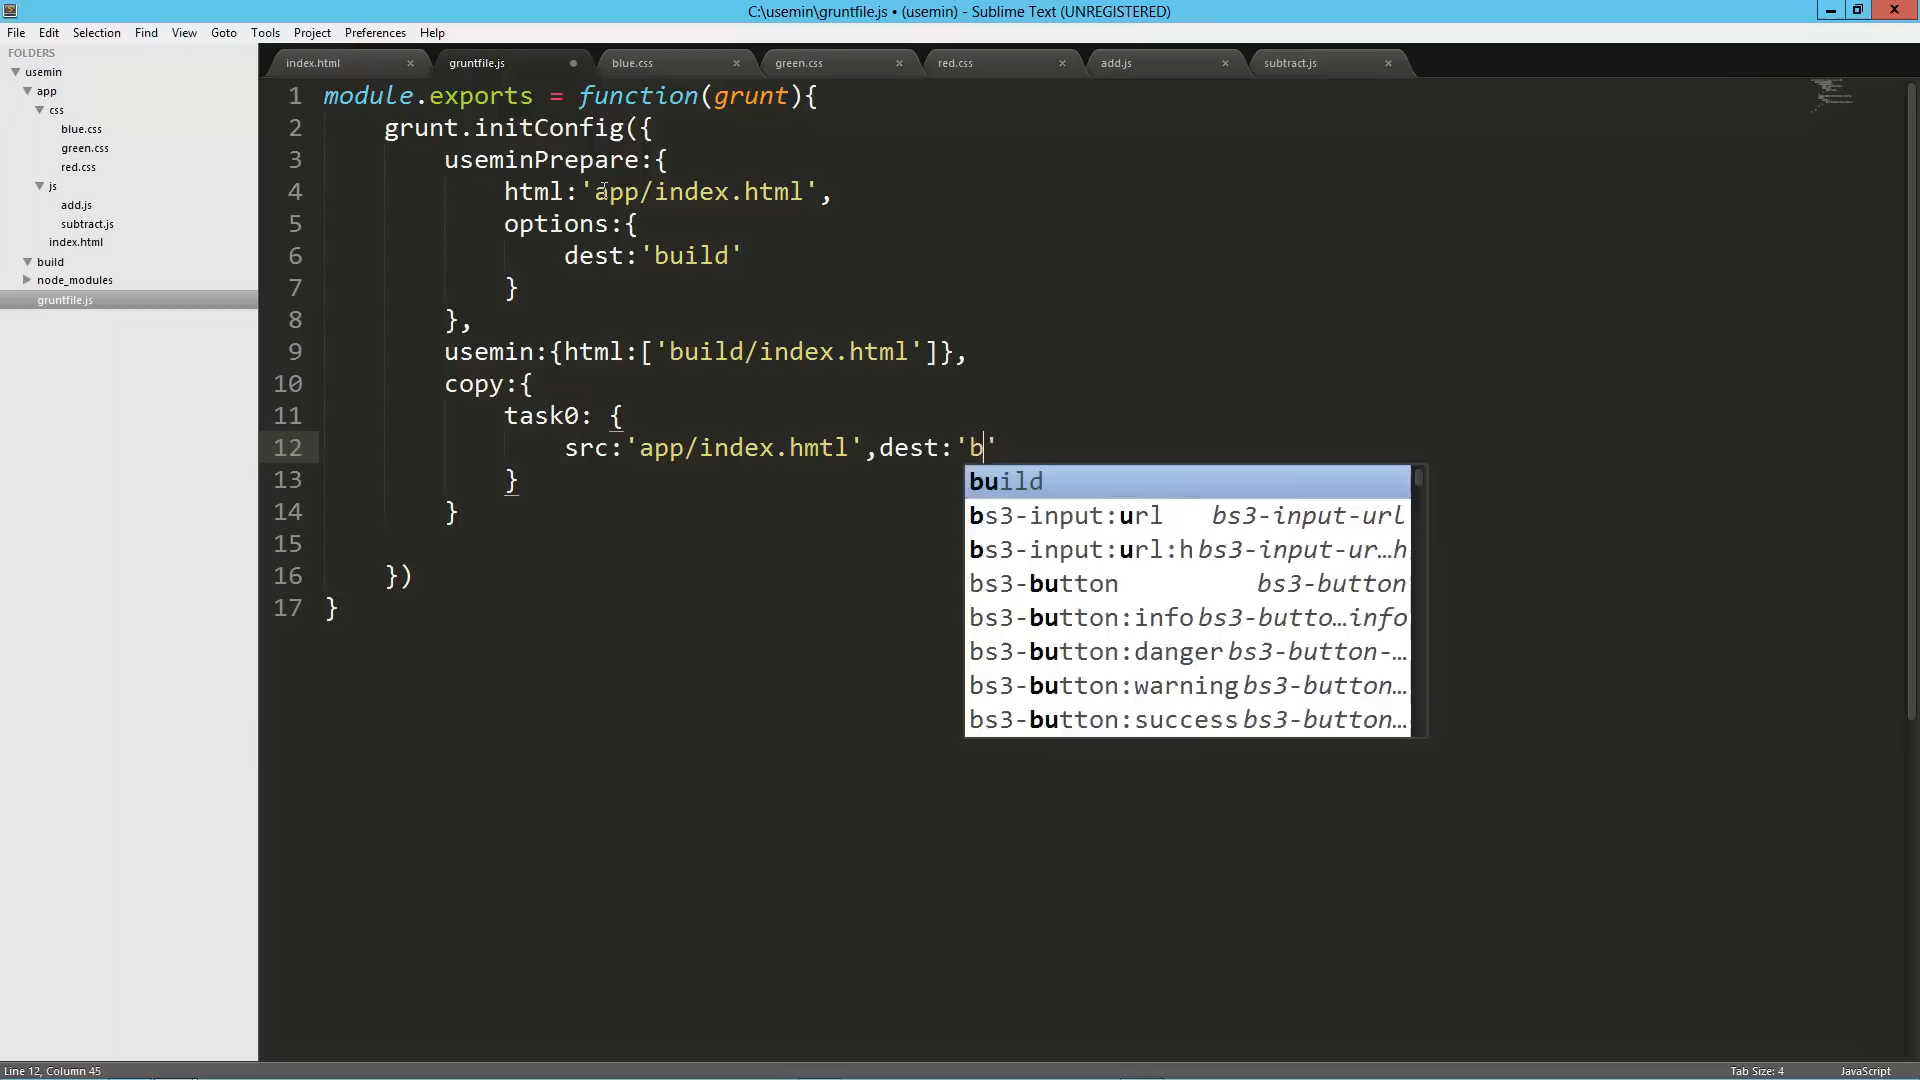 C:\usemin\gruntfile.js • (usemin) - Sublime Text (UNREGISTERED)
File Edit Selection Find View Goto Tools Project Preferences Help
FOLDERS
usemin
app
css
blue.css
green.css
red.css
js
add.js
subtract.js
index.html
build
node_modules
gruntfile.js
index.html gruntfile.js blue.css green.css red.css add.js subtract.js
1 module.exports = function(grunt){
2 grunt.initConfig({
3 useminPrepare:{
4 html:'app/index.html',
5 options:{
6 dest:'build'
7 }
8 },
9 usemin:{html:['build/index.html']},
10 copy:{
11 task0: {
12 src:'app/index.hmtl',dest:'b'
13 }
14 }
15
16 })
17 }
build
bs3-input:url bs3-input-url
bs3-input:url:h bs3-input-ur…h
bs3-button bs3-button
bs3-button:info bs3-butto…info
bs3-button:danger bs3-button-…
bs3-button:warning bs3-button…
bs3-button:success bs3-button…
Line 12, Column 45 Tab Size: 4 JavaScript